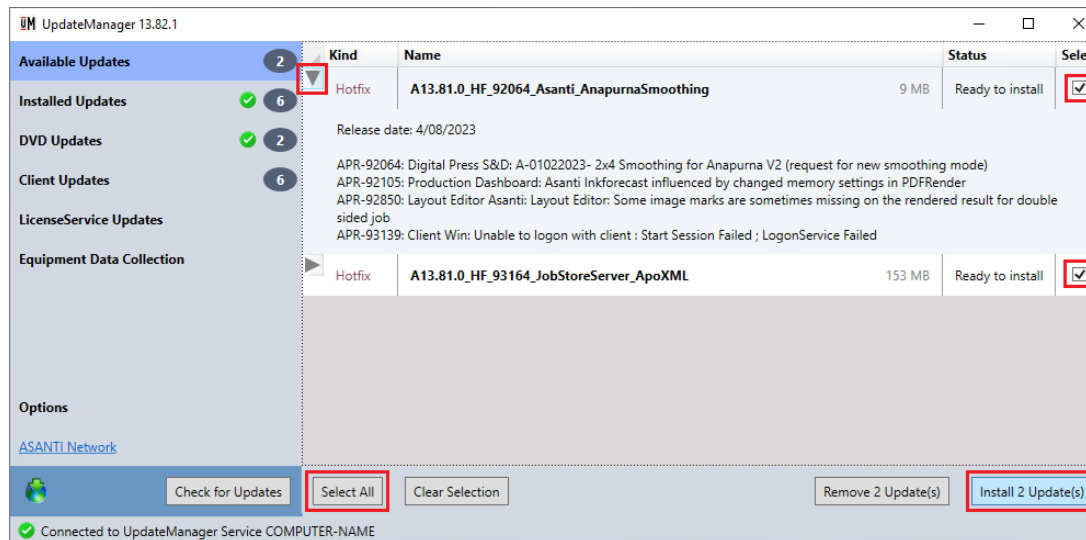 UM UpdateManager 13.82.1
Available Updates 2
Installed Updates 6
DVD Updates 2
Client Updates 6
LicenseService Updates
Equipment Data Collection
Options
ASANTI Network
Check for Updates
Kind Name Status Sele
Hotfix A13.81.0_HF_92064_Asanti_AnapurnaSmoothing 9 MB Ready to install
Release date: 4/08/2023
APR-92064: Digital Press S&D: A-01022023- 2x4 Smoothing for Anapurna V2 (request for new smoothing mode)
APR-92105: Production Dashboard: Asanti Inkforecast influenced by changed memory settings in PDFRender
APR-92850: Layout Editor Asanti: Layout Editor: Some image marks are sometimes missing on the rendered result for double
sided job
APR-93139: Client Win: Unable to logon with client : Start Session Failed ; LogonService Failed
Hotfix A13.81.0_HF_93164_JobStoreServer_ApoXML 153 MB Ready to install
Select All Clear Selection Remove 2 Update(s) Install 2 Update(s)
Connected to UpdateManager Service COMPUTER-NAME